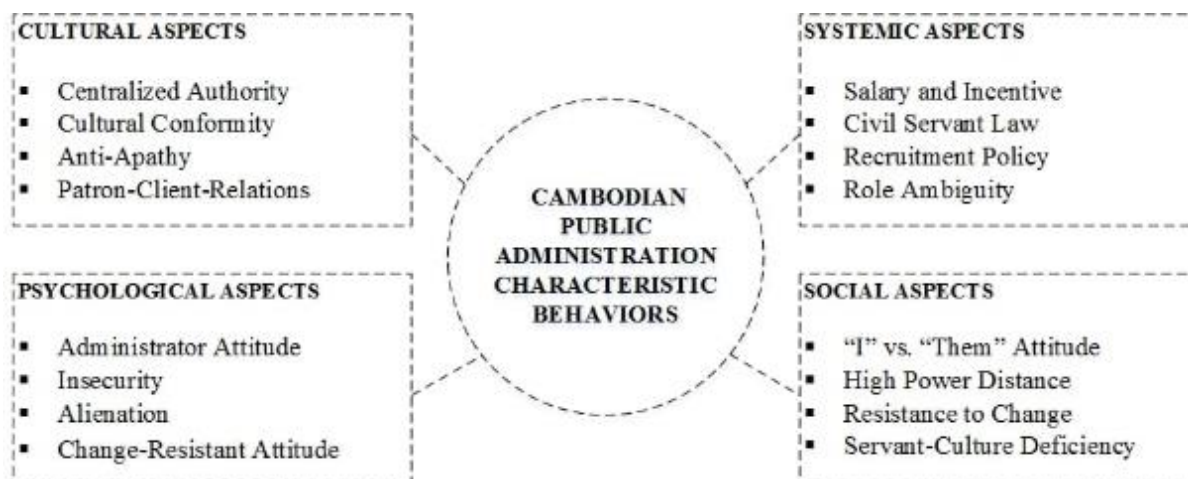 CULTURAL ASPECTS
▪ Centralized Authority
▪ Cultural Conformity
▪ Anti-Apathy
▪ Patron-Client-Relations
SYSTEMIC ASPECTS
▪ Salary and Incentive
▪ Civil Servant Law
▪ Recruitment Policy
▪ Role Ambiguity
CAMBODIAN
PUBLIC
ADMINISTRATION
CHARACTERISTIC
BEHAVIORS
PSYCHOLOGICAL ASPECTS
▪ Administrator Attitude
▪ Insecurity
▪ Alienation
▪ Change-Resistant Attitude
SOCIAL ASPECTS
▪ “I” vs. “Them” Attitude
▪ High Power Distance
▪ Resistance to Change
▪ Servant-Culture Deficiency